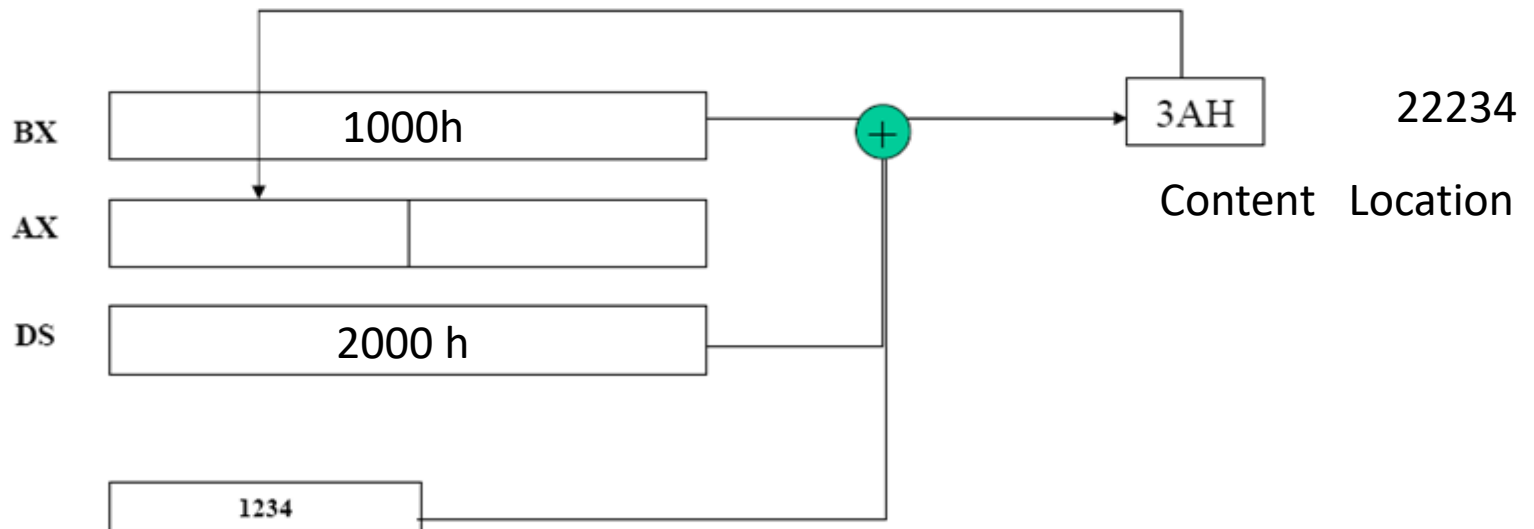 BX
1000h
+
3AH
22234
Content Location
AX
DS
2000 h
1234